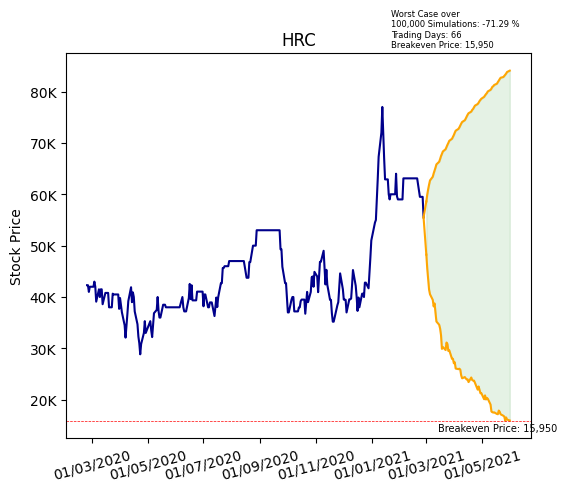 Worst Case over
100,000 Simulations: -71.29 %
Trading Days: 66
Breakeven Price: 15,950
HRC
Stock Price
80K
70K
60K
50K
40K
30K
20K
Breakeven Price: 15,950
01/03/2020 01/05/2020 01/07/2020 01/09/2020 01/11/2020 01/01/2021 01/03/2021 01/05/2021